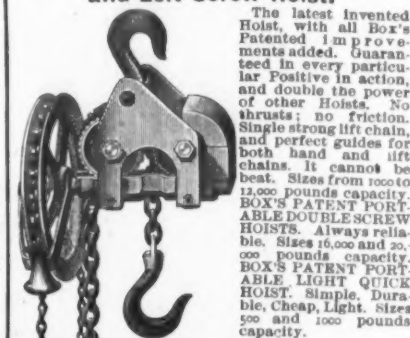 and Left Screw Hoist.
The latest invented
Hoist, with all Box's
Patented improve-
ments added. Guaran-
teed in every particu-
lar Positive in action,
and double the power
of other Hoists. No
thrusts; no friction.
Single strong lift chain,
and perfect guides for
both hand and lift
chains. It cannot be
beat. Sizes from 1000 to
12,000 pounds capacity.
BOX'S PATENT PORT-
ABLE DOUBLE SCREW
HOISTS. Always relia-
ble. Sizes 16,000 and 20,
000 pounds capacity.
BOX'S PATENT PORT-
ABLE LIGHT QUICK
HOIST. Simple, Dura-
ble, Cheap, Light. Sizes
500 and 1000 pounds
capacity.